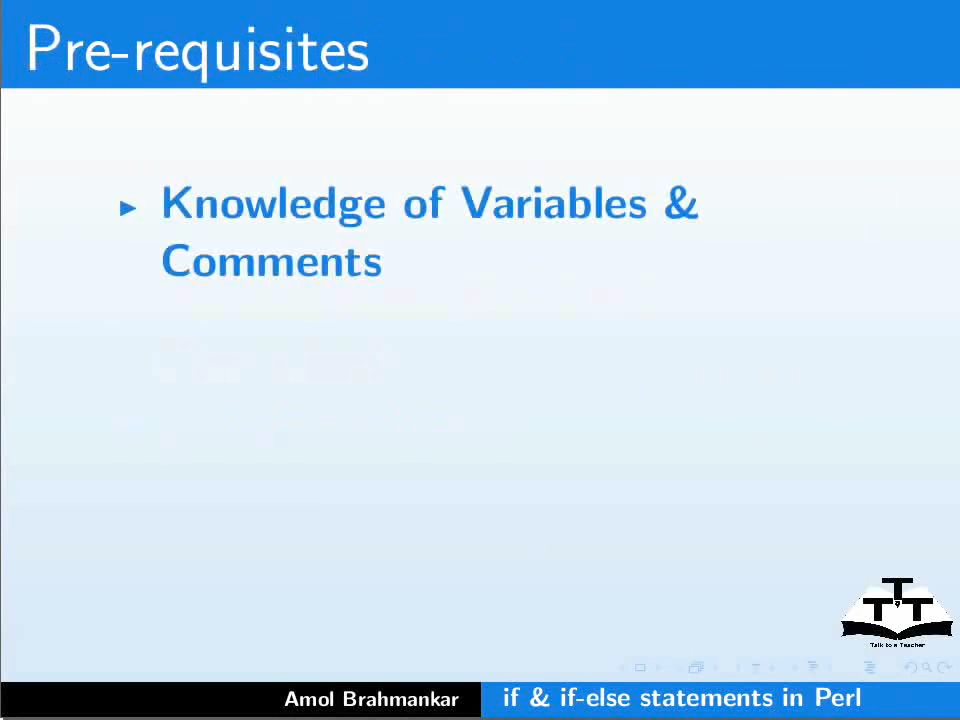 Pre-requisites
Knowledge of Variables &
Comments
T
T T
Talk to a Teacher
Amol Brahmankar
if & if-else statements in Perl